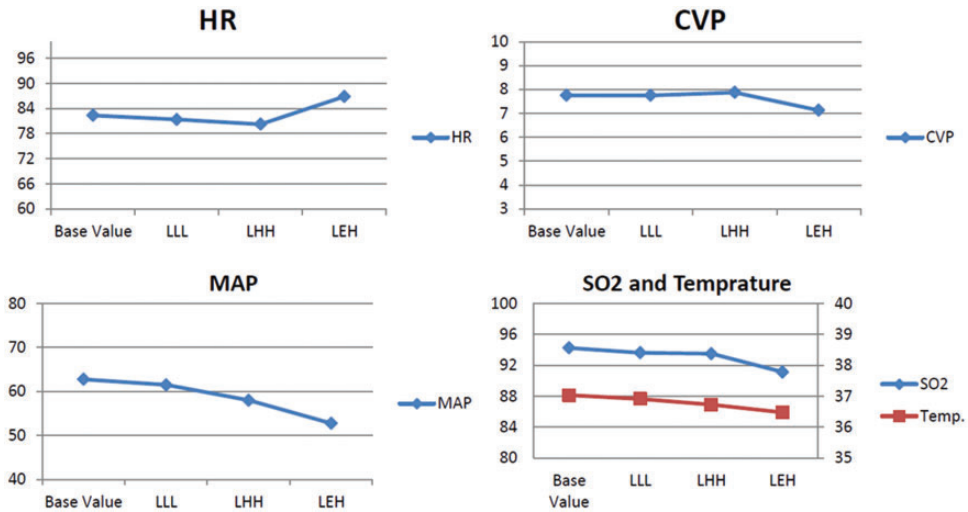 HR
96
90
84
78
72
66
60
Base Value LLL LHH LEH
HR
CVP
10
9
8
7
6
5
4
3
Base Value LLL LHH LEH
CVP
MAP
80
70
60
50
40
Base Value LLL LHH LEH
MAP
SO2 and Temprature
100
96
92
88
84
80
40
39
38
37
36
35
Base LLL LHH LEH
Value
SO2
Temp.